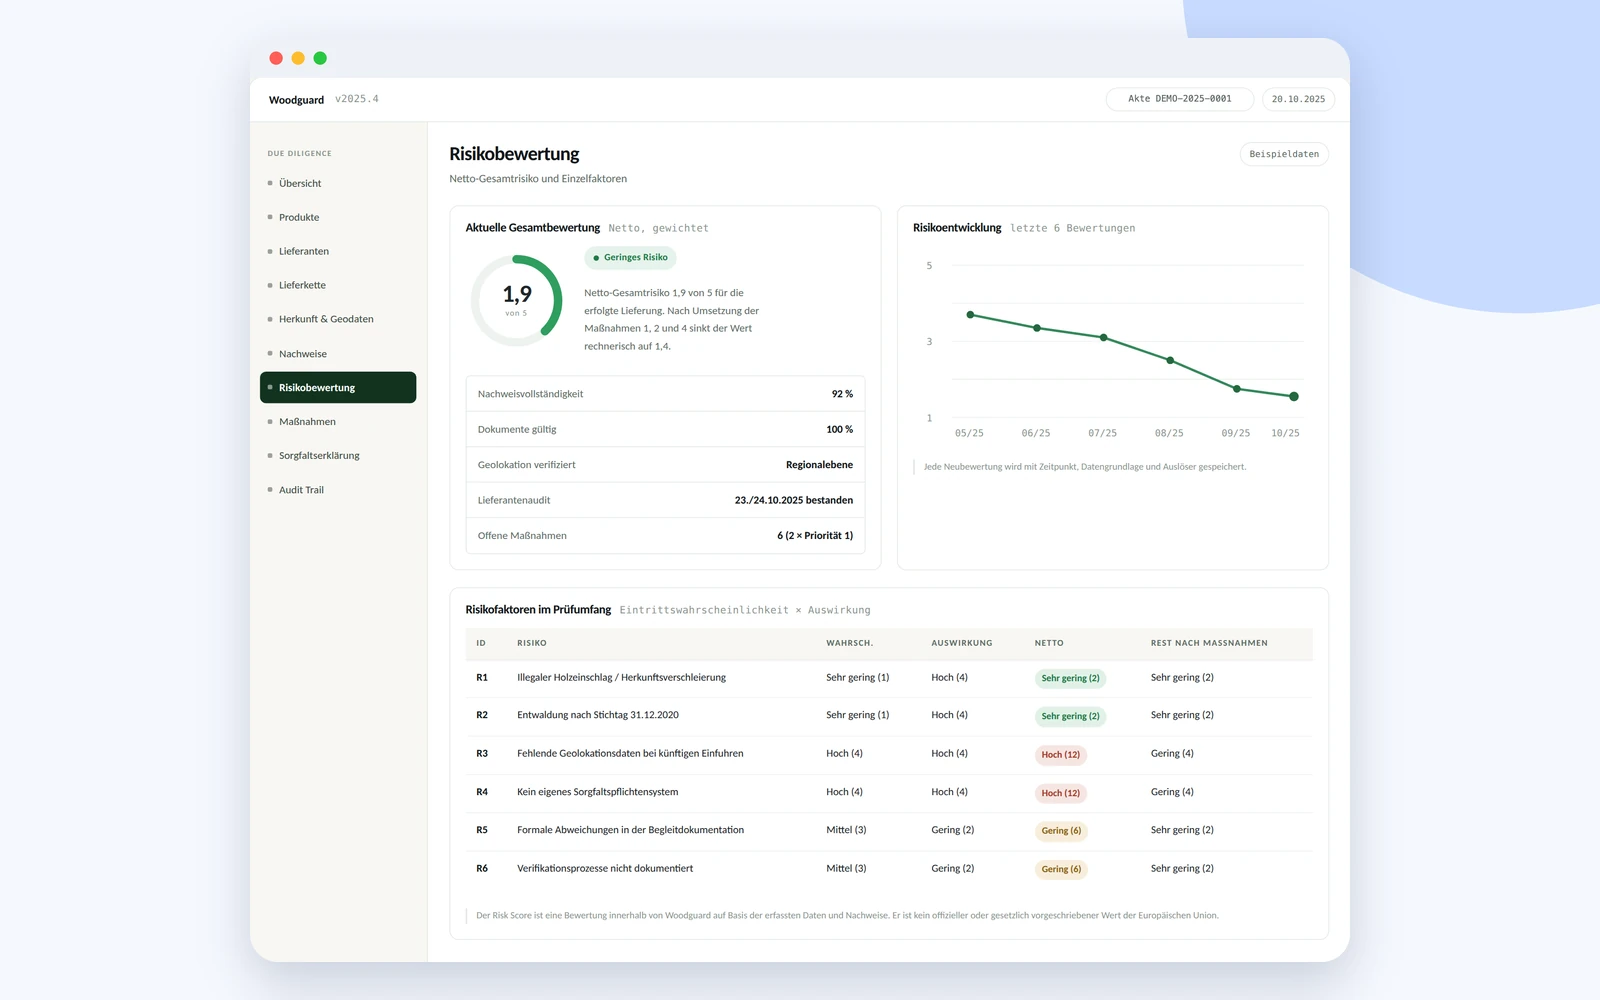 Woodguard v2025.4
Akte DEMO-2025-0001
20.10.2025
DUE DILIGENCE
Übersicht
Produkte
Lieferanten
Lieferkette
Herkunft & Geodaten
Nachweise
Risikobewertung
Maßnahmen
Sorgfaltserklärung
Audit Trail
Risikobewertung
Netto-Gesamtrisiko und Einzelfaktoren
Beispieldaten
Aktuelle Gesamtbewertung Netto, gewichtet
1,9
von 5
Geringes Risiko
Netto-Gesamtrisiko 1,9 von 5 für die
erfolgte Lieferung. Nach Umsetzung der
Maßnahmen 1, 2 und 4 sinkt der Wert
rechnerisch auf 1,4.
Nachweisvollständigkeit 92 %
Dokumente gültig 100 %
Geolokation verifiziert Regionalebene
Lieferantenaudit 23./24.10.2025 bestanden
Offene Maßnahmen 6 (2 × Priorität 1)
Risikoentwicklung letzte 6 Bewertungen
5
3
1
05/25 06/25 07/25 08/25 09/25 10/25
Jede Neubewertung wird mit Zeitpunkt, Datengrundlage und Auslöser gespeichert.
Risikofaktoren im Prüfumfang Eintrittswahrscheinlichkeit × Auswirkung
ID RISIKO WAHRSCH. AUSWIRKUNG NETTO REST NACH MASSNAHMEN
R1 Illegaler Holzeinschlag / Herkunftsverschleierung Sehr gering (1) Hoch (4) Sehr gering (2) Sehr gering (2)
R2 Entwaldung nach Stichtag 31.12.2020 Sehr gering (1) Hoch (4) Sehr gering (2) Sehr gering (2)
R3 Fehlende Geolokationsdaten bei künftigen Einfuhren Hoch (4) Hoch (4) Hoch (12) Gering (4)
R4 Kein eigenes Sorgfaltspflichtensystem Hoch (4) Hoch (4) Hoch (12) Gering (4)
R5 Formale Abweichungen in der Begleitdokumentation Mittel (3) Gering (2) Gering (6) Sehr gering (2)
R6 Verifikationsprozesse nicht dokumentiert Mittel (3) Gering (2) Gering (6) Sehr gering (2)
Der Risk Score ist eine Bewertung innerhalb von Woodguard auf Basis der erfassten Daten und Nachweise. Er ist kein offizieller oder gesetzlich vorgeschriebener Wert der Europäischen Union.